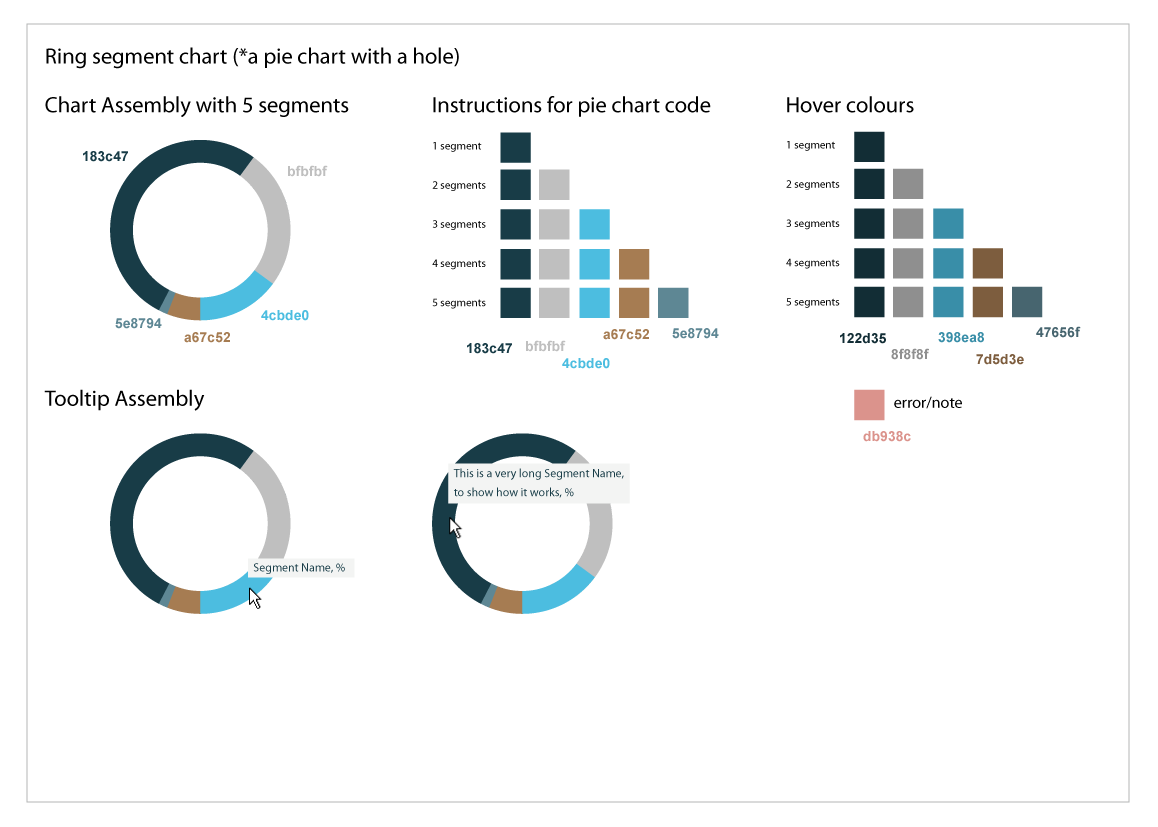 Ring segment chart (*a pie chart with a hole)
Chart Assembly with 5 segments
183c47
bfbfbf
4cbde0
5e8794
a67c52
Instructions for pie chart code
1 segment
2 segments
3 segments
4 segments
5 segments
183c47
bfbfbf
4cbde0
a67c52
5e8794
Hover colours
1 segment
2 segments
3 segments
4 segments
5 segments
122d35
8f8f8f
398ea8
7d5d3e
47656f
error/note
db938c
Tooltip Assembly
Segment Name, %
This is a very long Segment Name,
to show how it works, %